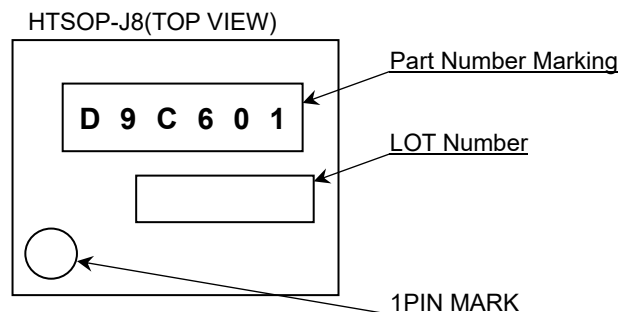 HTSOP-J8(TOP VIEW)
Part Number Marking
D 9 C 6 0 1
LOT Number
1PIN MARK